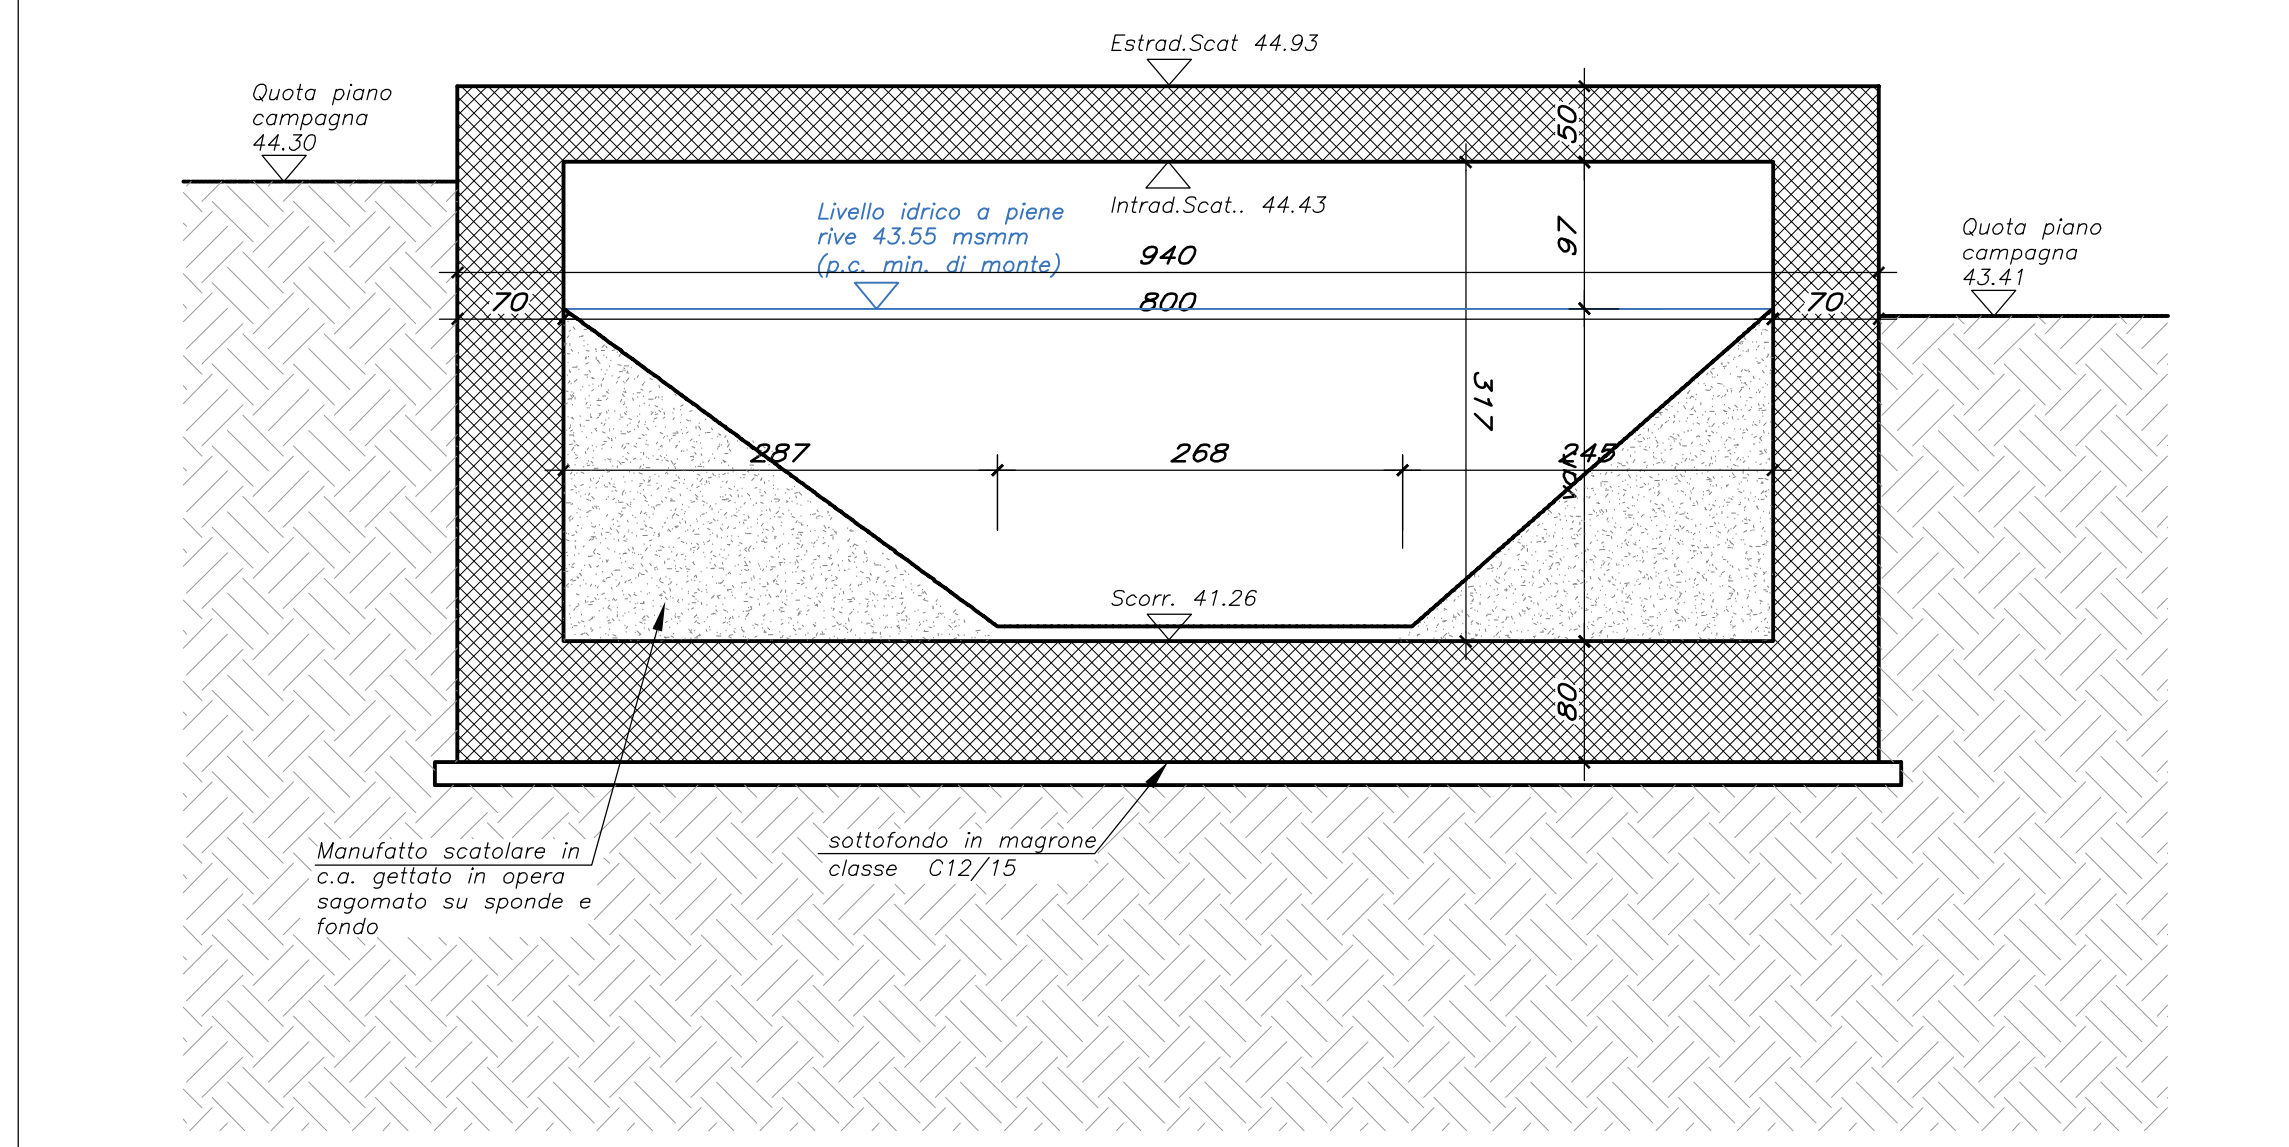 Estrad.Scat 44.93
Quota piano
campagna
44.30
50
Intrad.Scat.. 44.43
Livello idrico a piene
rive 43.55 msmm
(p.c. min. di monte)
97
Quota piano
campagna
43.41
940
70
800
70
317
287
268
245
Scorr. 41.26
80
sottofondo in magrone
classe C12/15
Manufatto scatolare in
c.a. gettato in opera
sagomato su sponde e
fondo